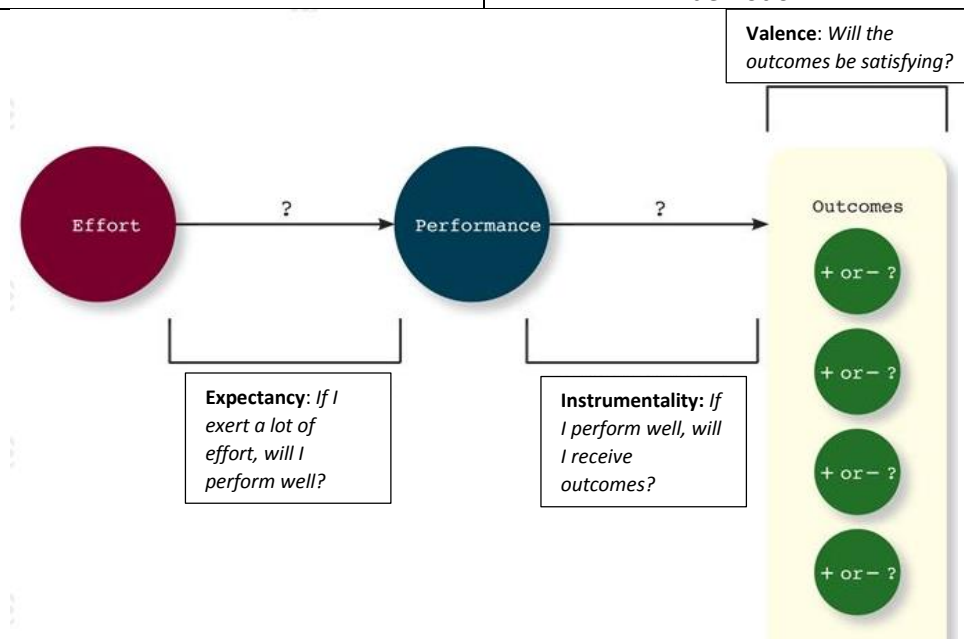 Valence: Will the
outcomes be satisfying?
Outcomes
Effort
?
Performance
?
+ or − ?
+ or − ?
+ or − ?
+ or − ?
Expectancy: If I
exert a lot of
effort, will I
perform well?
Instrumentality: If
I perform well, will
I receive
outcomes?